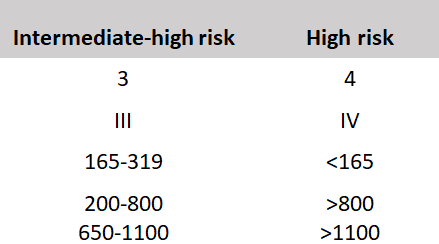 Intermediate-high risk High risk
3 4
III IV
165-319 <165
200-800 >800
650-1100 >1100